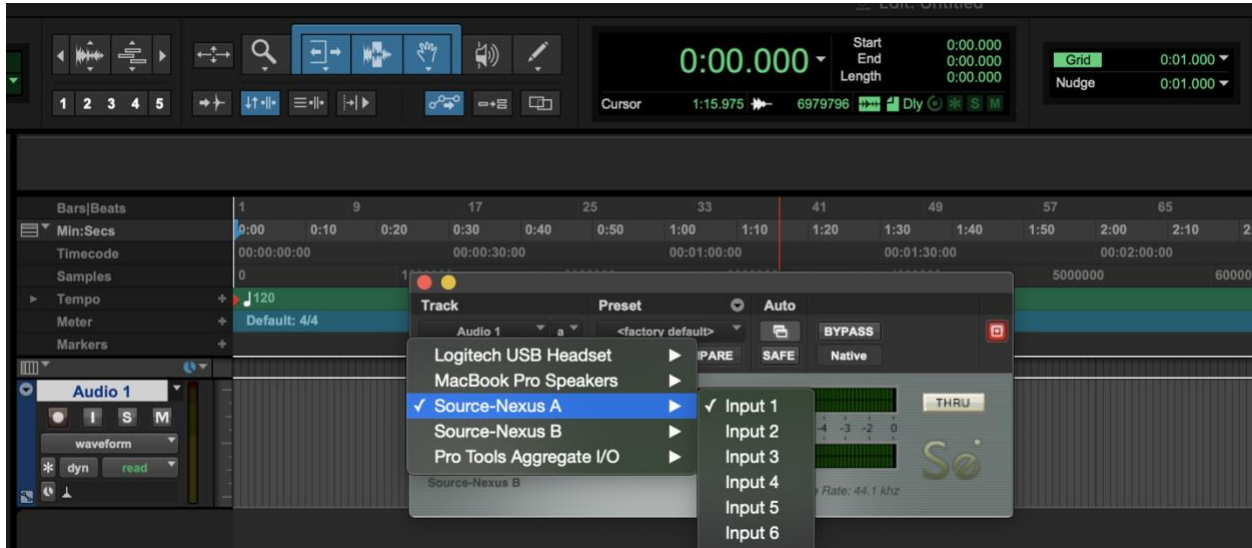 Edit: Untitled
1 2 3 4 5
0:00.000
Start 0:00.000
End 0:00.000
Length 0:00.000
Cursor 1:15.975 6979796 Dly S M
Grid 0:01.000
Nudge 0:01.000
Bars|Beats 1 9 17 25 33 41 49 57 65
Min:Secs 0:00 0:10 0:20 0:30 0:40 0:50 1:00 1:10 1:20 1:30 1:40 1:50 2:00 2:10
Timecode 00:00:00:00 00:00:30:00 00:01:00:00 00:01:30:00 00:02:00:00
Samples 0 5000000
Tempo 120
Meter Default: 4/4
Markers
Audio 1
I S M
waveform
dyn read
Track Preset Auto
Audio 1 a <factory default> BYPASS
SAFE Native
Logitech USB Headset
MacBook Pro Speakers
Source-Nexus A
Source-Nexus B
Pro Tools Aggregate I/O
Source-Nexus B
Input 1
Input 2
Input 3
Input 4
Input 5
Input 6
THRU
-4 -3 -2 0
Rate: 44.1 khz